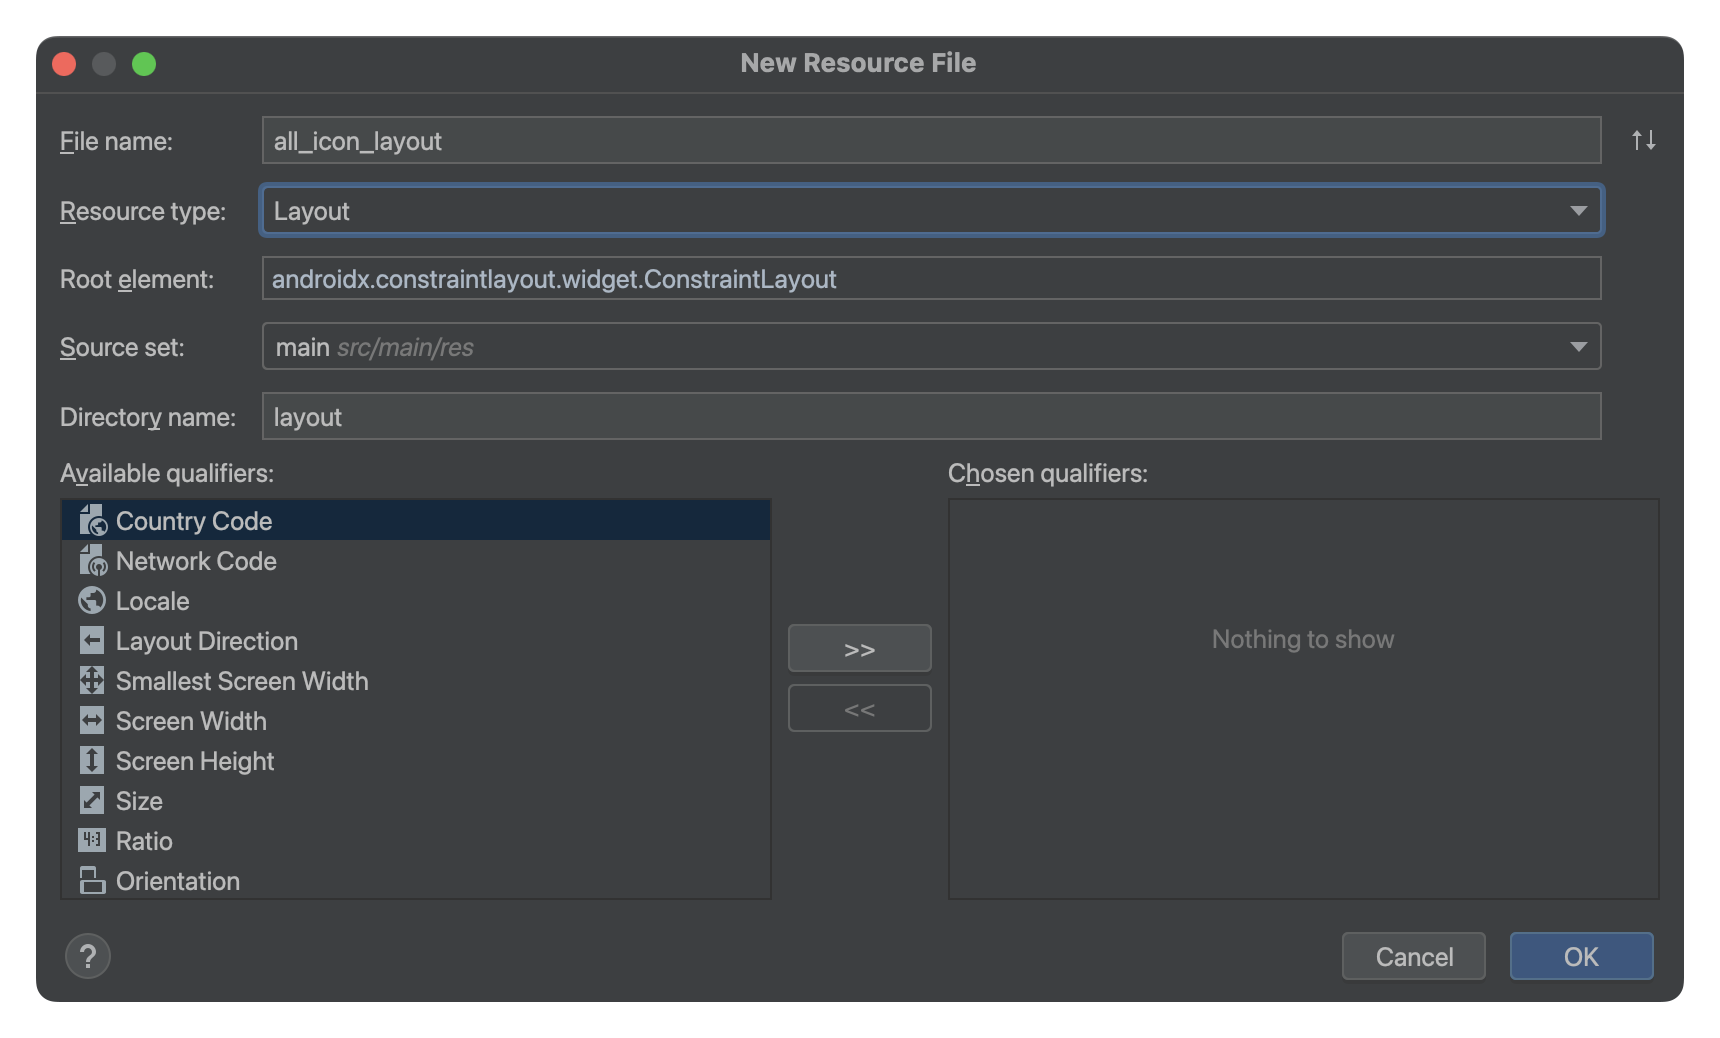 New Resource File
File name: all_icon_layout
Resource type: Layout
Root element: androidx.constraintlayout.widget.ConstraintLayout
Source set: main src/main/res
Directory name: layout
Available qualifiers:
Country Code
Network Code
Locale
Layout Direction
Smallest Screen Width
Screen Width
Screen Height
Size
4:3 Ratio
Orientation
>>
<<
Chosen qualifiers:
Nothing to show
?
Cancel
OK